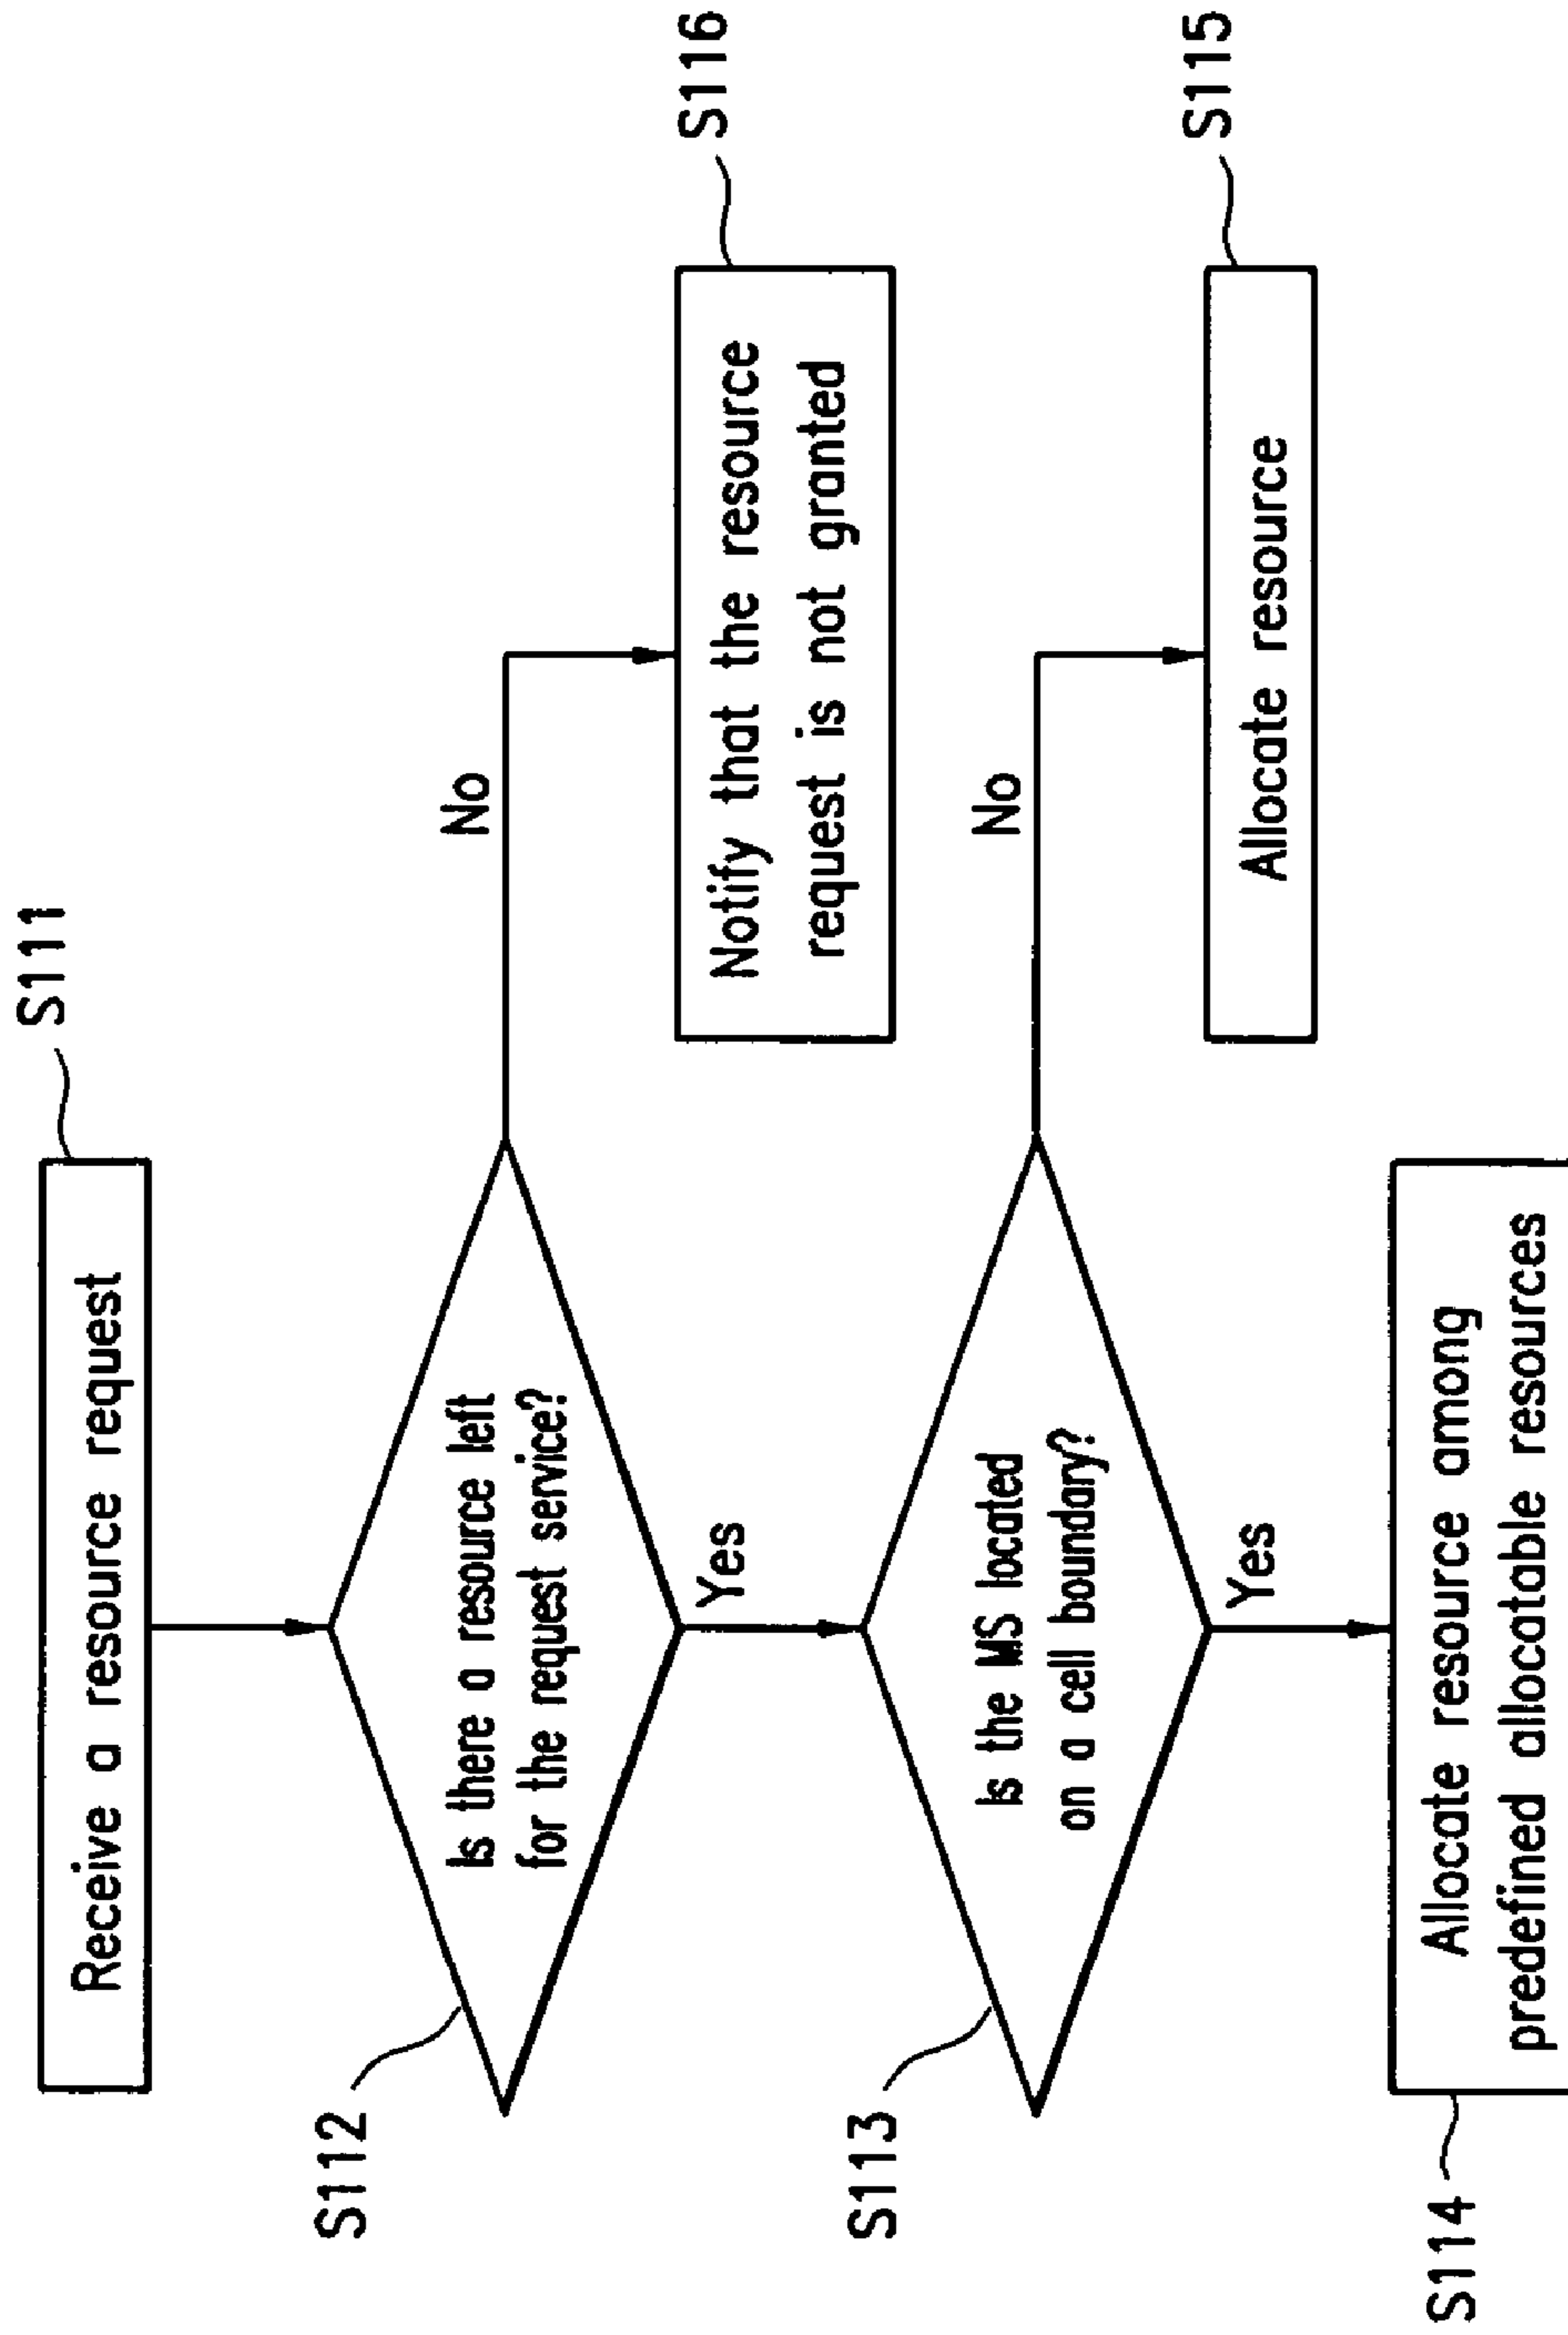 S111
Receive a resource request
S112
Is there a resource left
for the request service?
No
Yes
S116
Notify that the resource
request is not granted
S113
Is the MS located
on a cell boundary?
No
Yes
S115
Allocate resource
S114
Allocate resource among
predefined allocatable resources